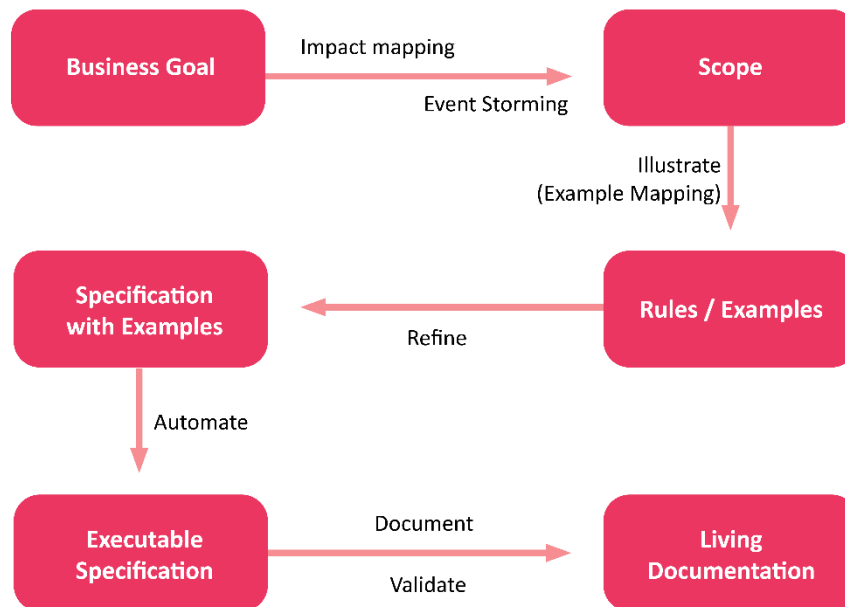 Business Goal
Impact mapping
Event Storming
Scope
Illustrate
(Example Mapping)
Rules / Examples
Refine
Specification
with Examples
Automate
Executable
Specification
Document
Validate
Living
Documentation